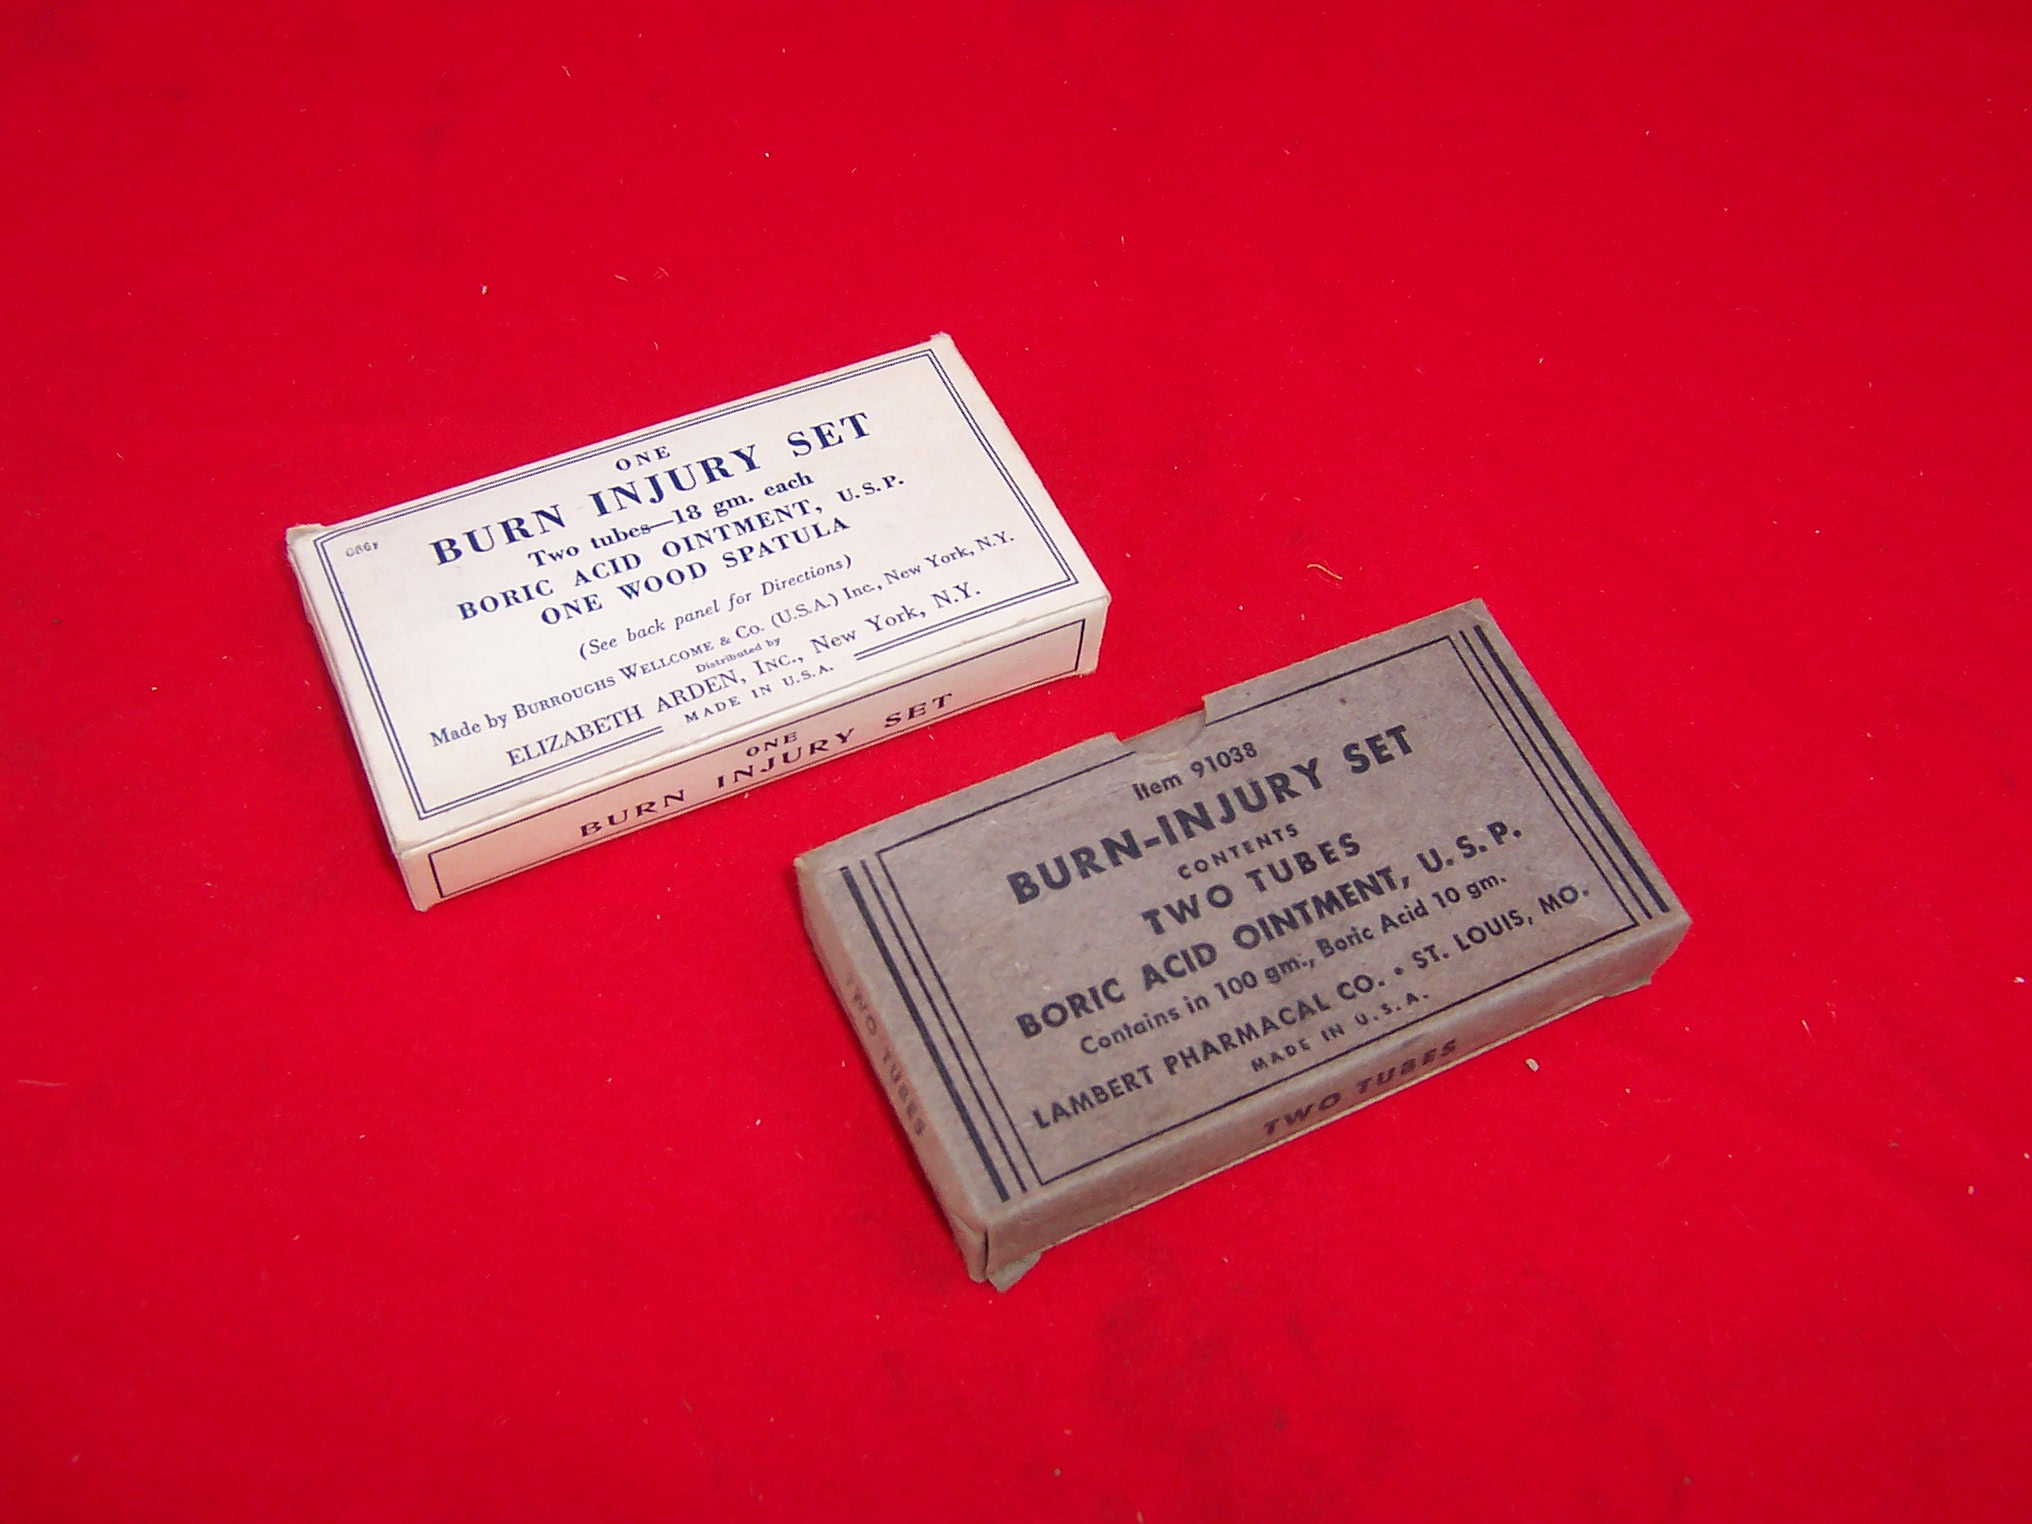 ONE
BURN INJURY SET
Two tubes—18 gm. each
BORIC ACID OINTMENT, U.S.P.
ONE WOOD SPATULA
(See back panel for Directions)
Made by BURROUGHS WELLCOME & CO. (U.S.A.) Inc., New York, N.Y.
Distributed by
ELIZABETH ARDEN, INC., New York, N.Y.
MADE IN U.S.A.
ONE
BURN INJURY SET
Item 91038
BURN-INJURY SET
CONTENTS
TWO TUBES
BORIC ACID OINTMENT, U. S. P.
Contains in 100 gm., Boric Acid 10 gm.
LAMBERT PHARMACAL CO. • ST. LOUIS, MO.
MADE IN U. S. A.
TWO TUBES
TWO TUBES